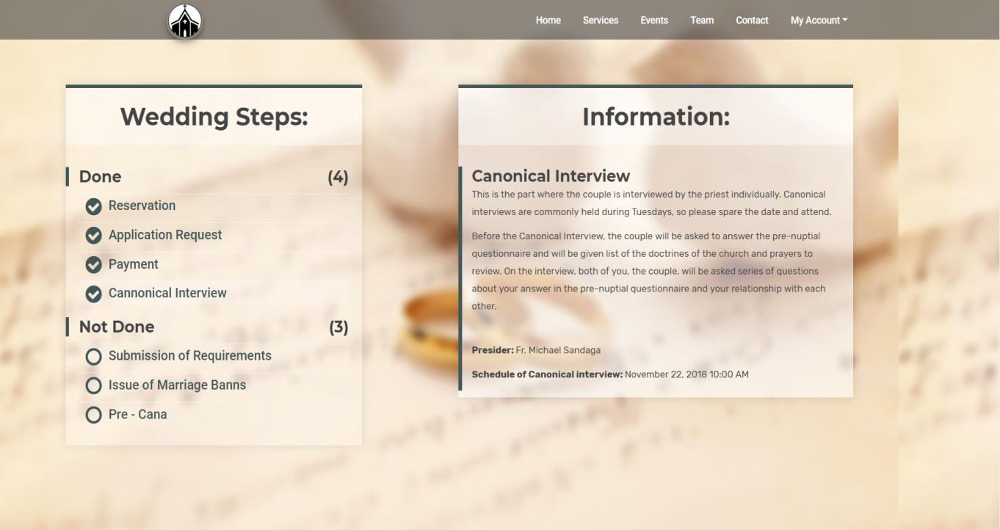 Home Services Events Team Contact My Account
Wedding Steps:
Done (4)
Reservation
Application Request
Payment
Cannonical Interview
Not Done (3)
Submission of Requirements
Issue of Marriage Banns
Pre - Cana
Information:
Canonical Interview
This is the part where the couple is interviewed by the priest individually. Canonical
interviews are commonly held during Tuesdays, so please spare the date and attend.
Before the Canonical Interview, the couple will be asked to answer the pre-nuptial
questionnaire and will be given list of the doctrines of the church and prayers to
review. On the interview, both of you, the couple, will be asked series of questions
about your answer in the pre-nuptial questionnaire and your relationship with each
other.
Presider: Fr. Michael Sandaga
Schedule of Canonical interview: November 22, 2018 10:00 AM